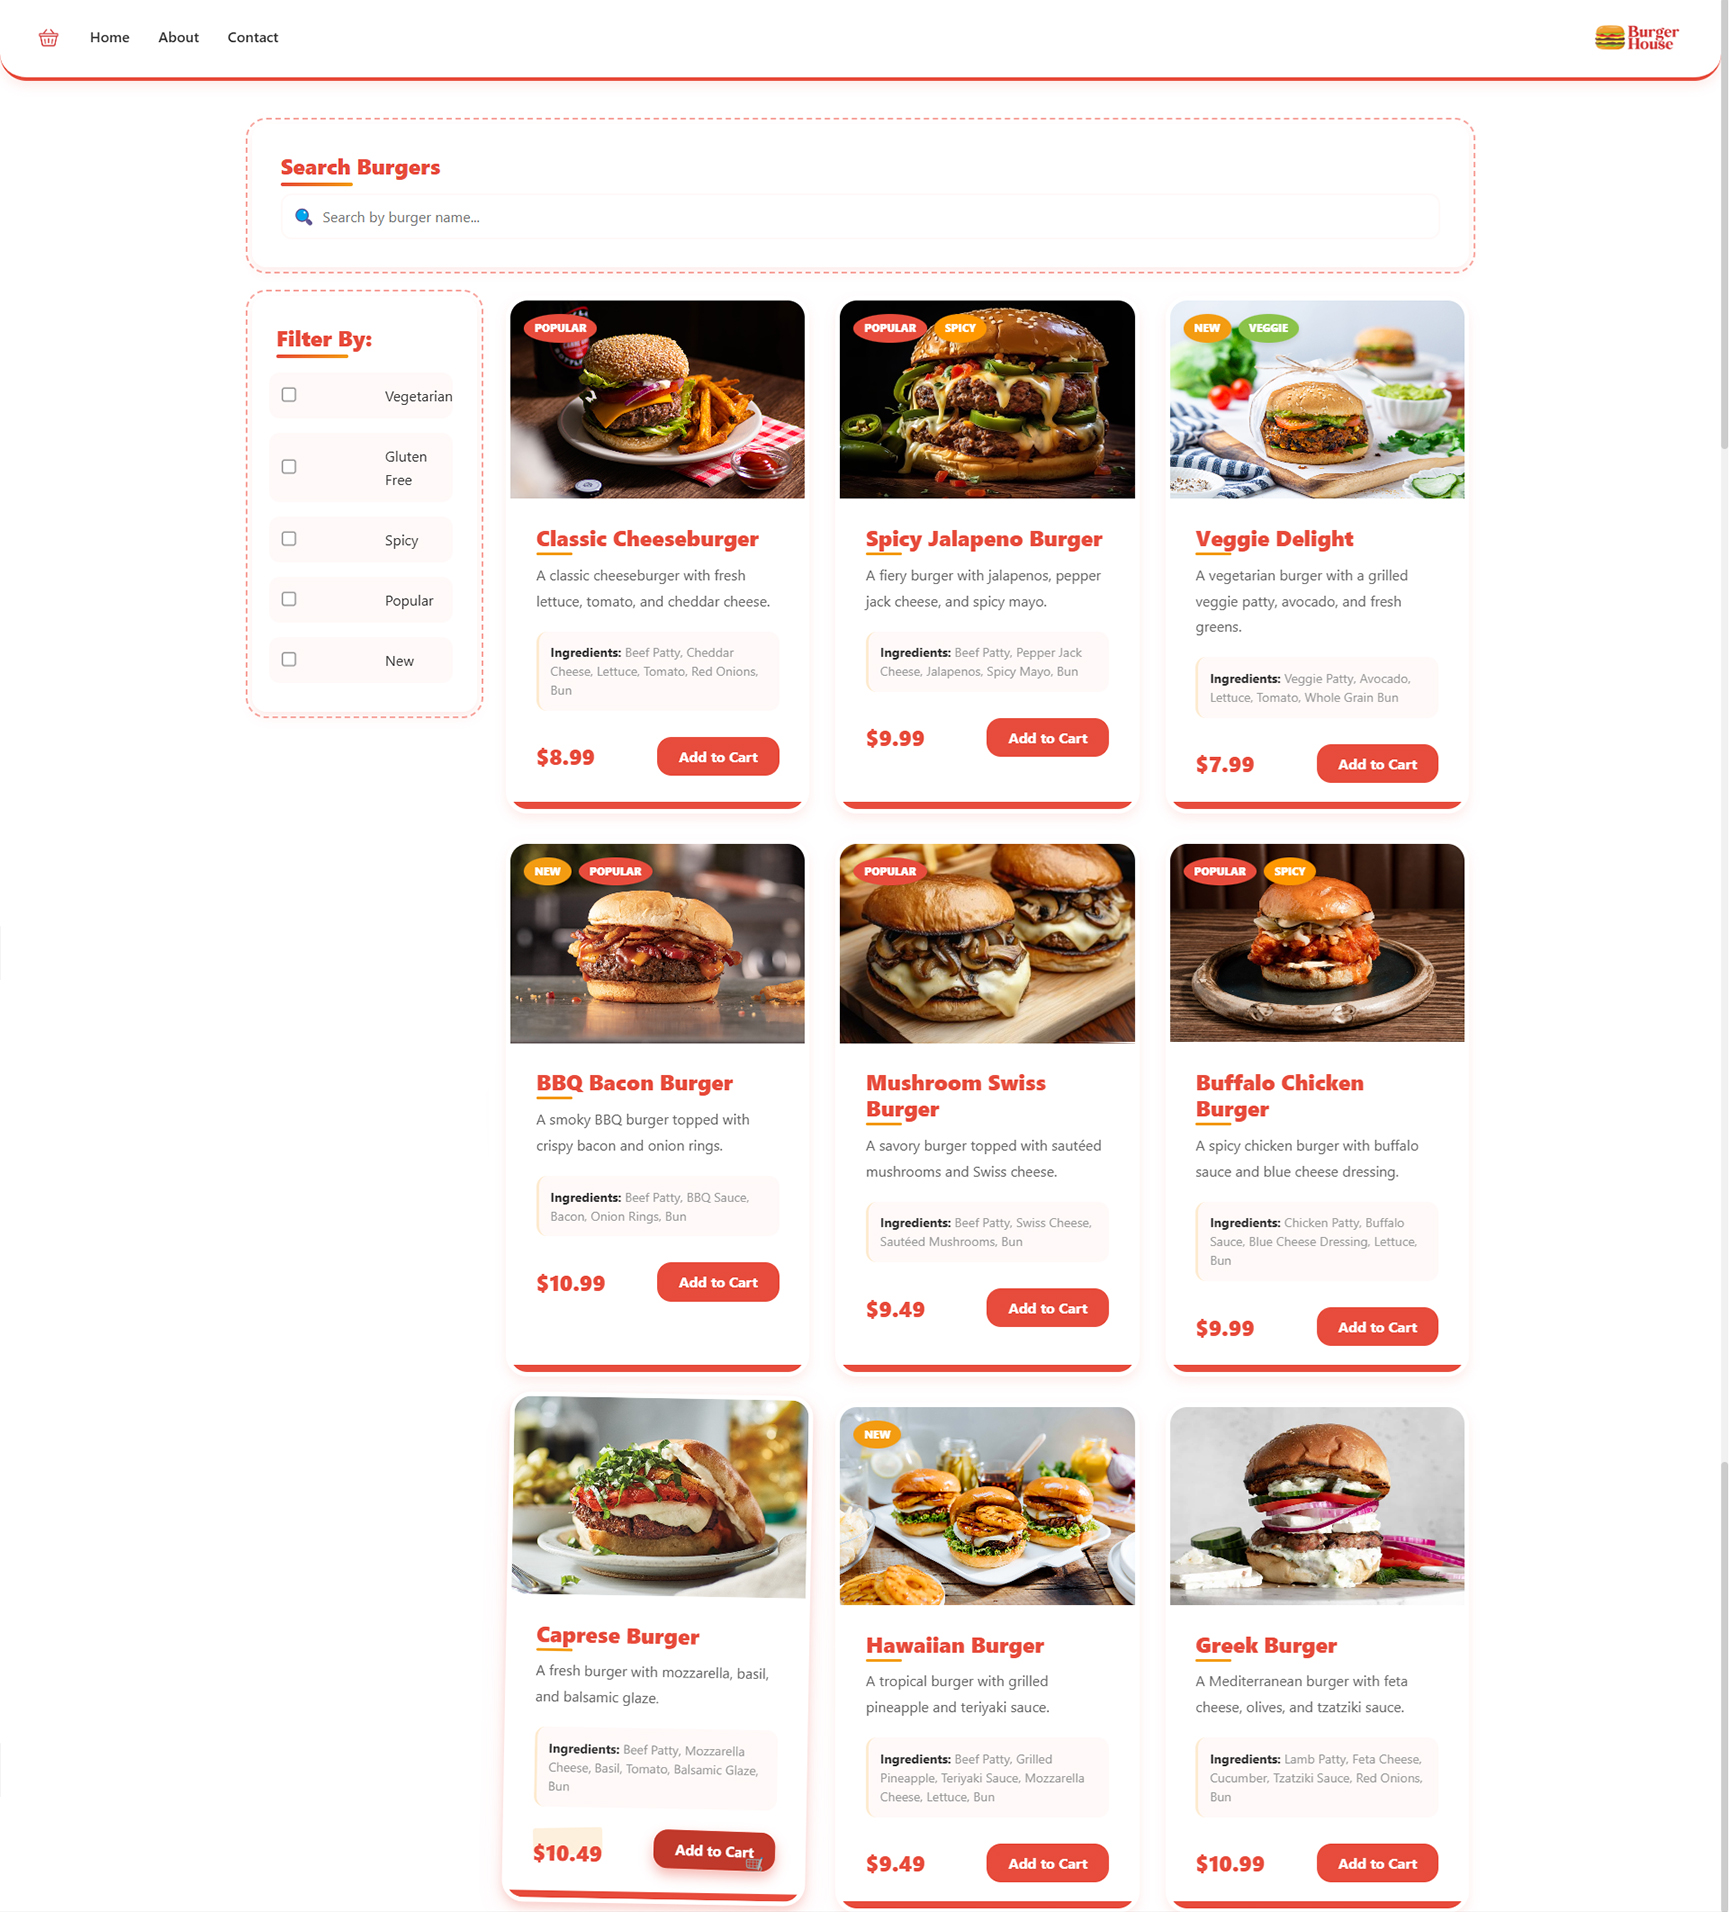 Home About Contact
Burger
House
Search Burgers
Search by burger name...
Filter By:
Vegetarian
Gluten
Free
Spicy
Popular
New
POPULAR
Classic Cheeseburger
A classic cheeseburger with fresh
lettuce, tomato, and cheddar cheese.
Ingredients: Beef Patty, Cheddar
Cheese, Lettuce, Tomato, Red Onions,
Bun
$8.99 Add to Cart
POPULAR SPICY
Spicy Jalapeno Burger
A fiery burger with jalapenos, pepper
jack cheese, and spicy mayo.
Ingredients: Beef Patty, Pepper Jack
Cheese, Jalapenos, Spicy Mayo, Bun
$9.99 Add to Cart
NEW VEGGIE
Veggie Delight
A vegetarian burger with a grilled
veggie patty, avocado, and fresh
greens.
Ingredients: Veggie Patty, Avocado,
Lettuce, Tomato, Whole Grain Bun
$7.99 Add to Cart
NEW POPULAR
BBQ Bacon Burger
A smoky BBQ burger topped with
crispy bacon and onion rings.
Ingredients: Beef Patty, BBQ Sauce,
Bacon, Onion Rings, Bun
$10.99 Add to Cart
POPULAR
Mushroom Swiss
Burger
A savory burger topped with sautéed
mushrooms and Swiss cheese.
Ingredients: Beef Patty, Swiss Cheese,
Sautéed Mushrooms, Bun
$9.49 Add to Cart
POPULAR SPICY
Buffalo Chicken
Burger
A spicy chicken burger with buffalo
sauce and blue cheese dressing.
Ingredients: Chicken Patty, Buffalo
Sauce, Blue Cheese Dressing, Lettuce,
Bun
$9.99 Add to Cart
Caprese Burger
A fresh burger with mozzarella, basil,
and balsamic glaze.
Ingredients: Beef Patty, Mozzarella
Cheese, Basil, Tomato, Balsamic Glaze,
Bun
$10.49 Add to Cart
NEW
Hawaiian Burger
A tropical burger with grilled
pineapple and teriyaki sauce.
Ingredients: Beef Patty, Grilled
Pineapple, Teriyaki Sauce, Mozzarella
Cheese, Lettuce, Bun
$9.49 Add to Cart
Greek Burger
A Mediterranean burger with feta
cheese, olives, and tzatziki sauce.
Ingredients: Lamb Patty, Feta Cheese,
Cucumber, Tzatziki Sauce, Red Onions,
Bun
$10.99 Add to Cart